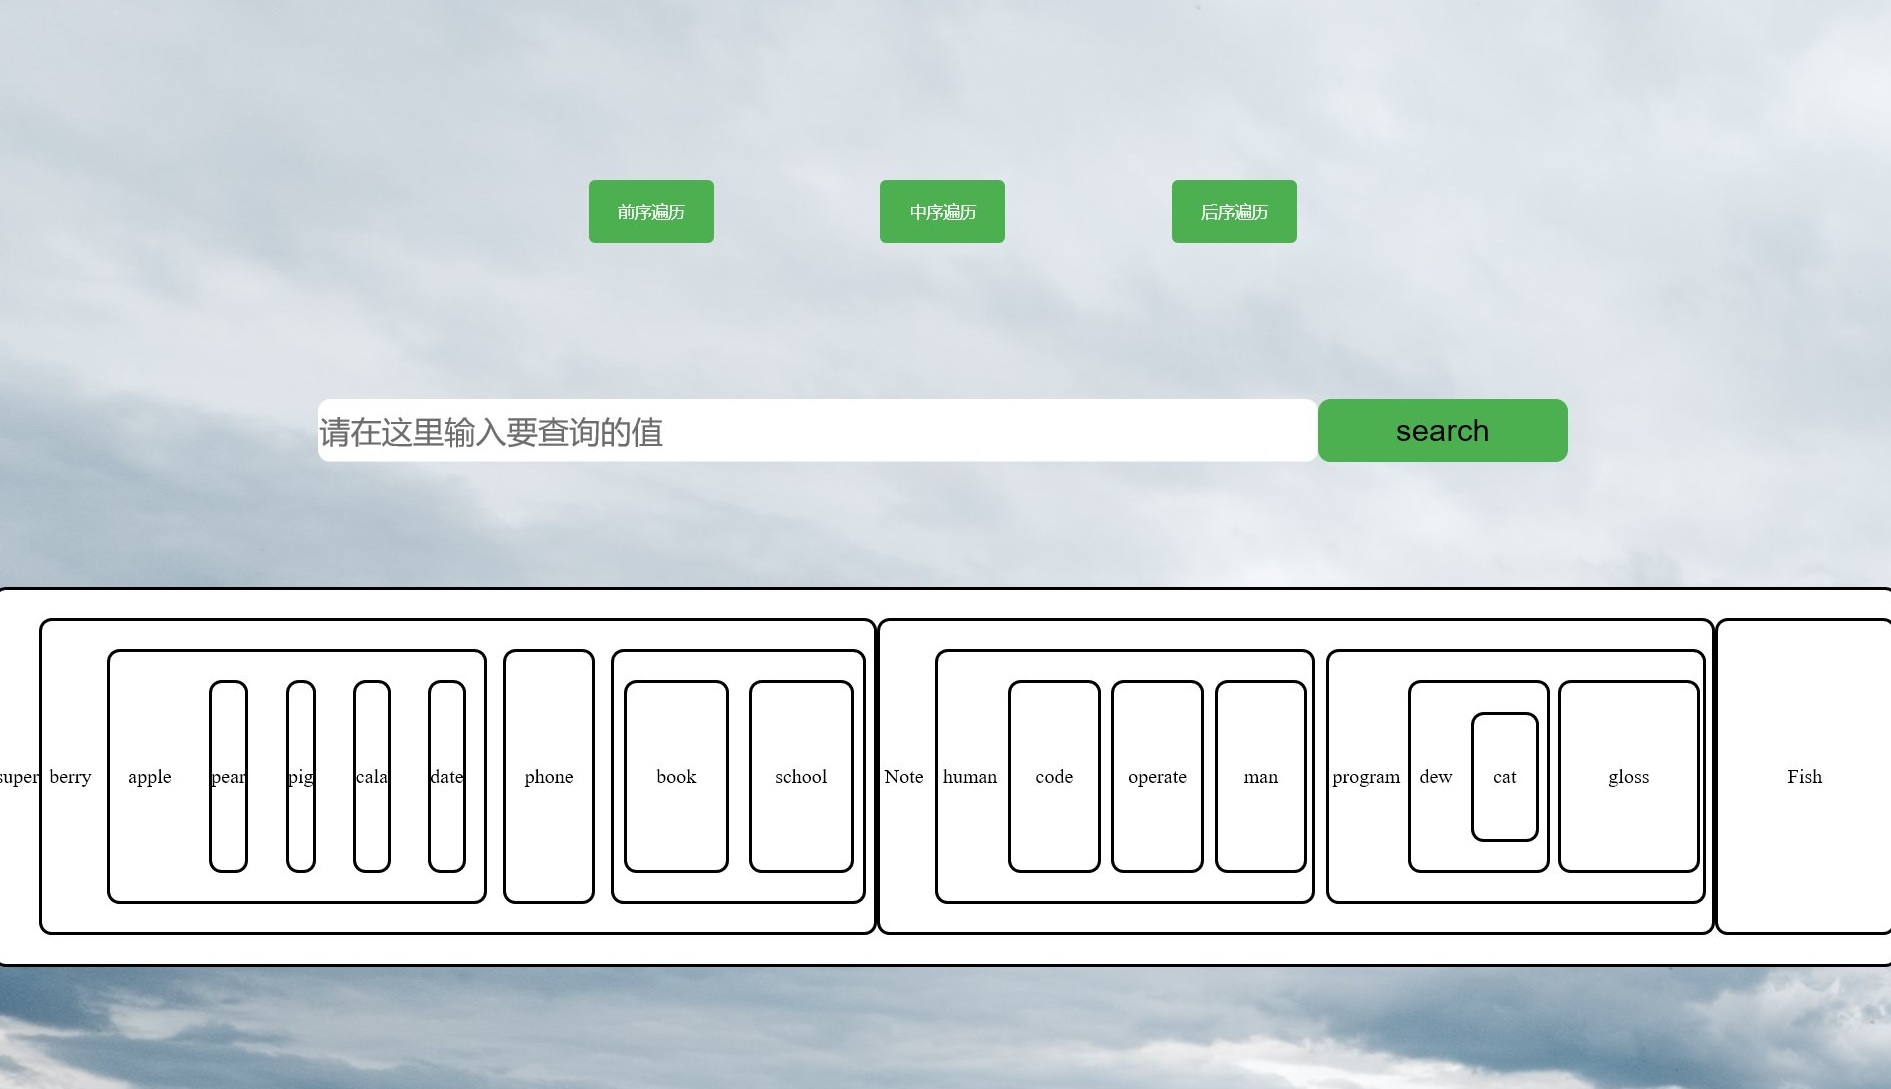 前序遍历 中序遍历 后序遍历
请在这里输入要查询的值 search
super berry apple pear pig cala date phone book school Note human code operate man program dew cat gloss Fish